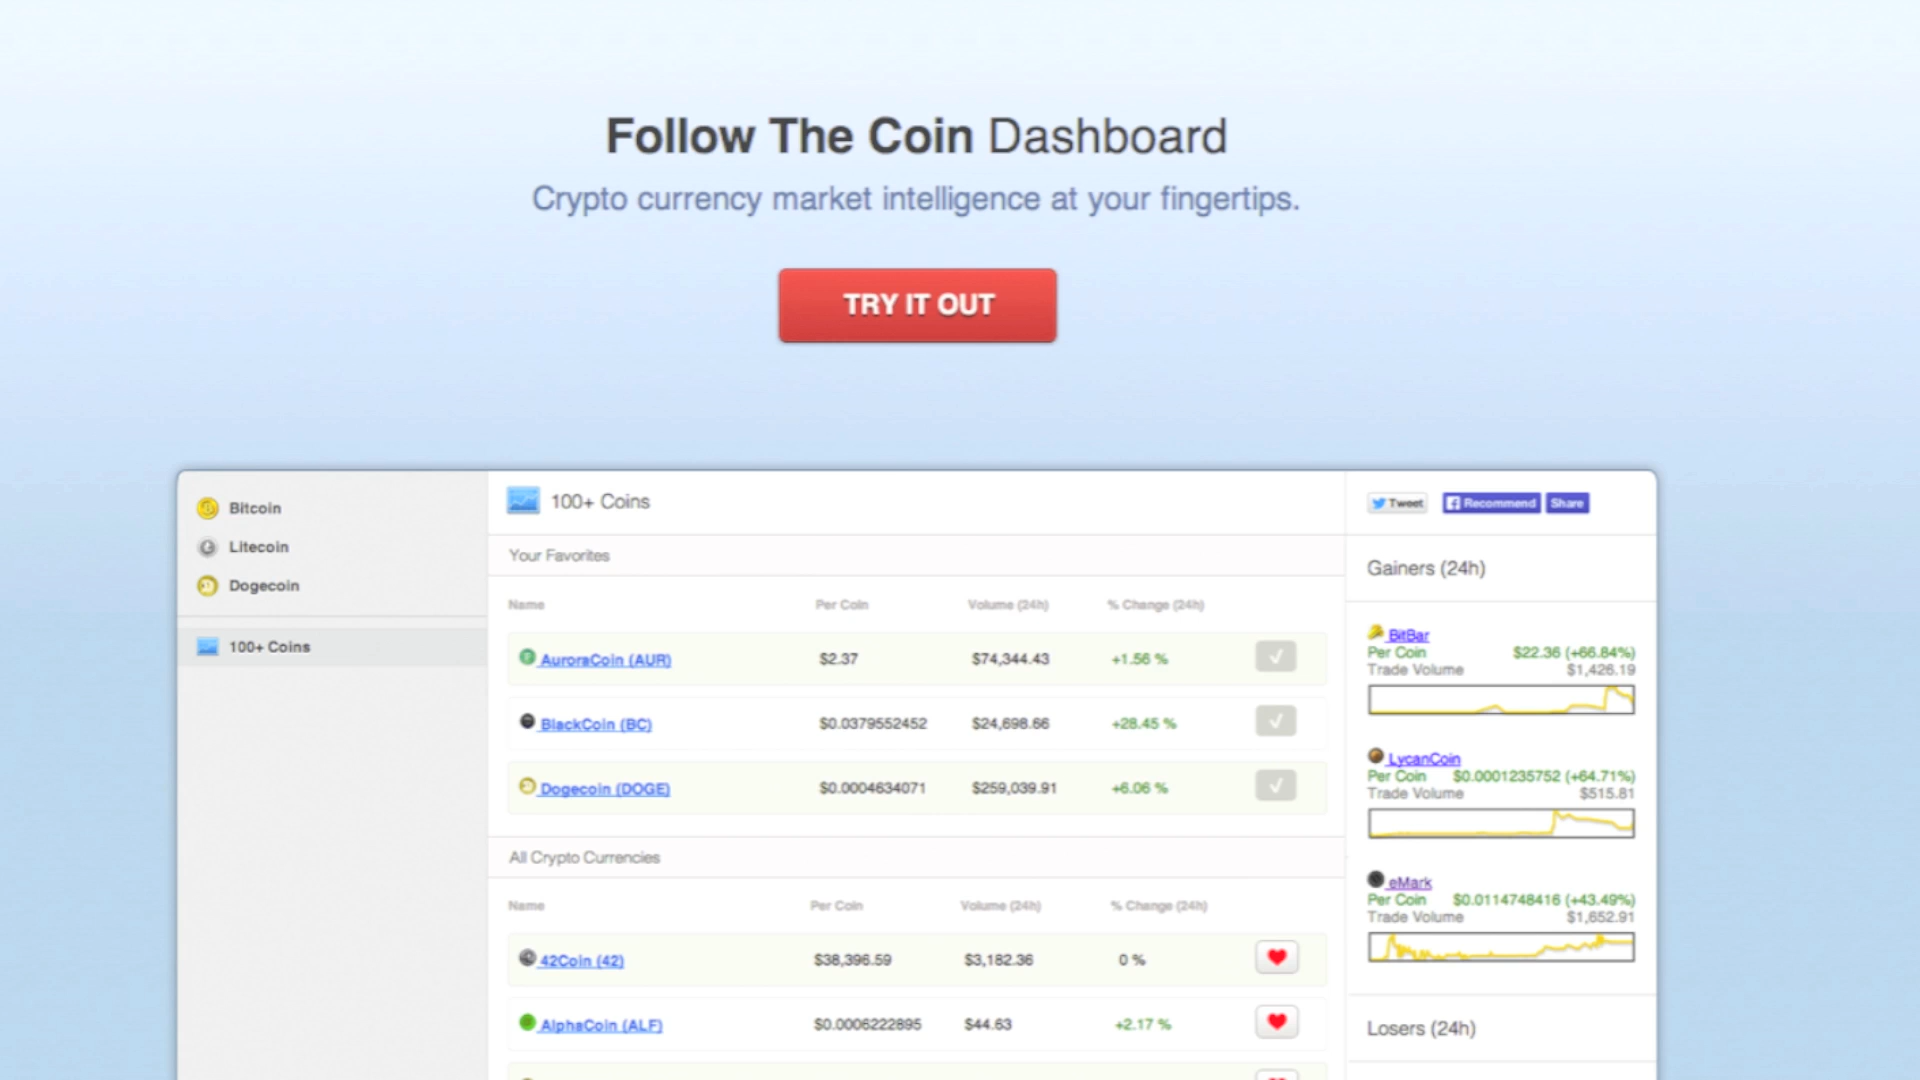 Follow The Coin Dashboard
Crypto currency market intelligence at your fingertips.
TRY IT OUT
Bitcoin
Litecoin
Dogecoin
100+ Coins
100+ Coins
Your Favorites
Name Per Coin Volume (24h) % Change (24h)
AuroraCoin (AUR) $2.37 $74,344.43 +1.56 %
BlackCoin (BC) $0.0379552452 $24,698.66 +28.45 %
Dogecoin (DOGE) $0.0004634071 $259,039.91 +6.06 %
All Crypto Currencies
Name Per Coin Volume (24h) % Change (24h)
42Coin (42) $38,396.59 $3,182.36 0 %
AlphaCoin (ALF) $0.0006222895 $44.63 +2.17 %
Tweet Recommend Share
Gainers (24h)
BitBar
Per Coin $22.36 (+66.84%)
Trade Volume $1,426.19
LycanCoin
Per Coin $0.0001235752 (+64.71%)
Trade Volume $515.81
eMark
Per Coin $0.0114748416 (+43.49%)
Trade Volume $1,652.91
Losers (24h)